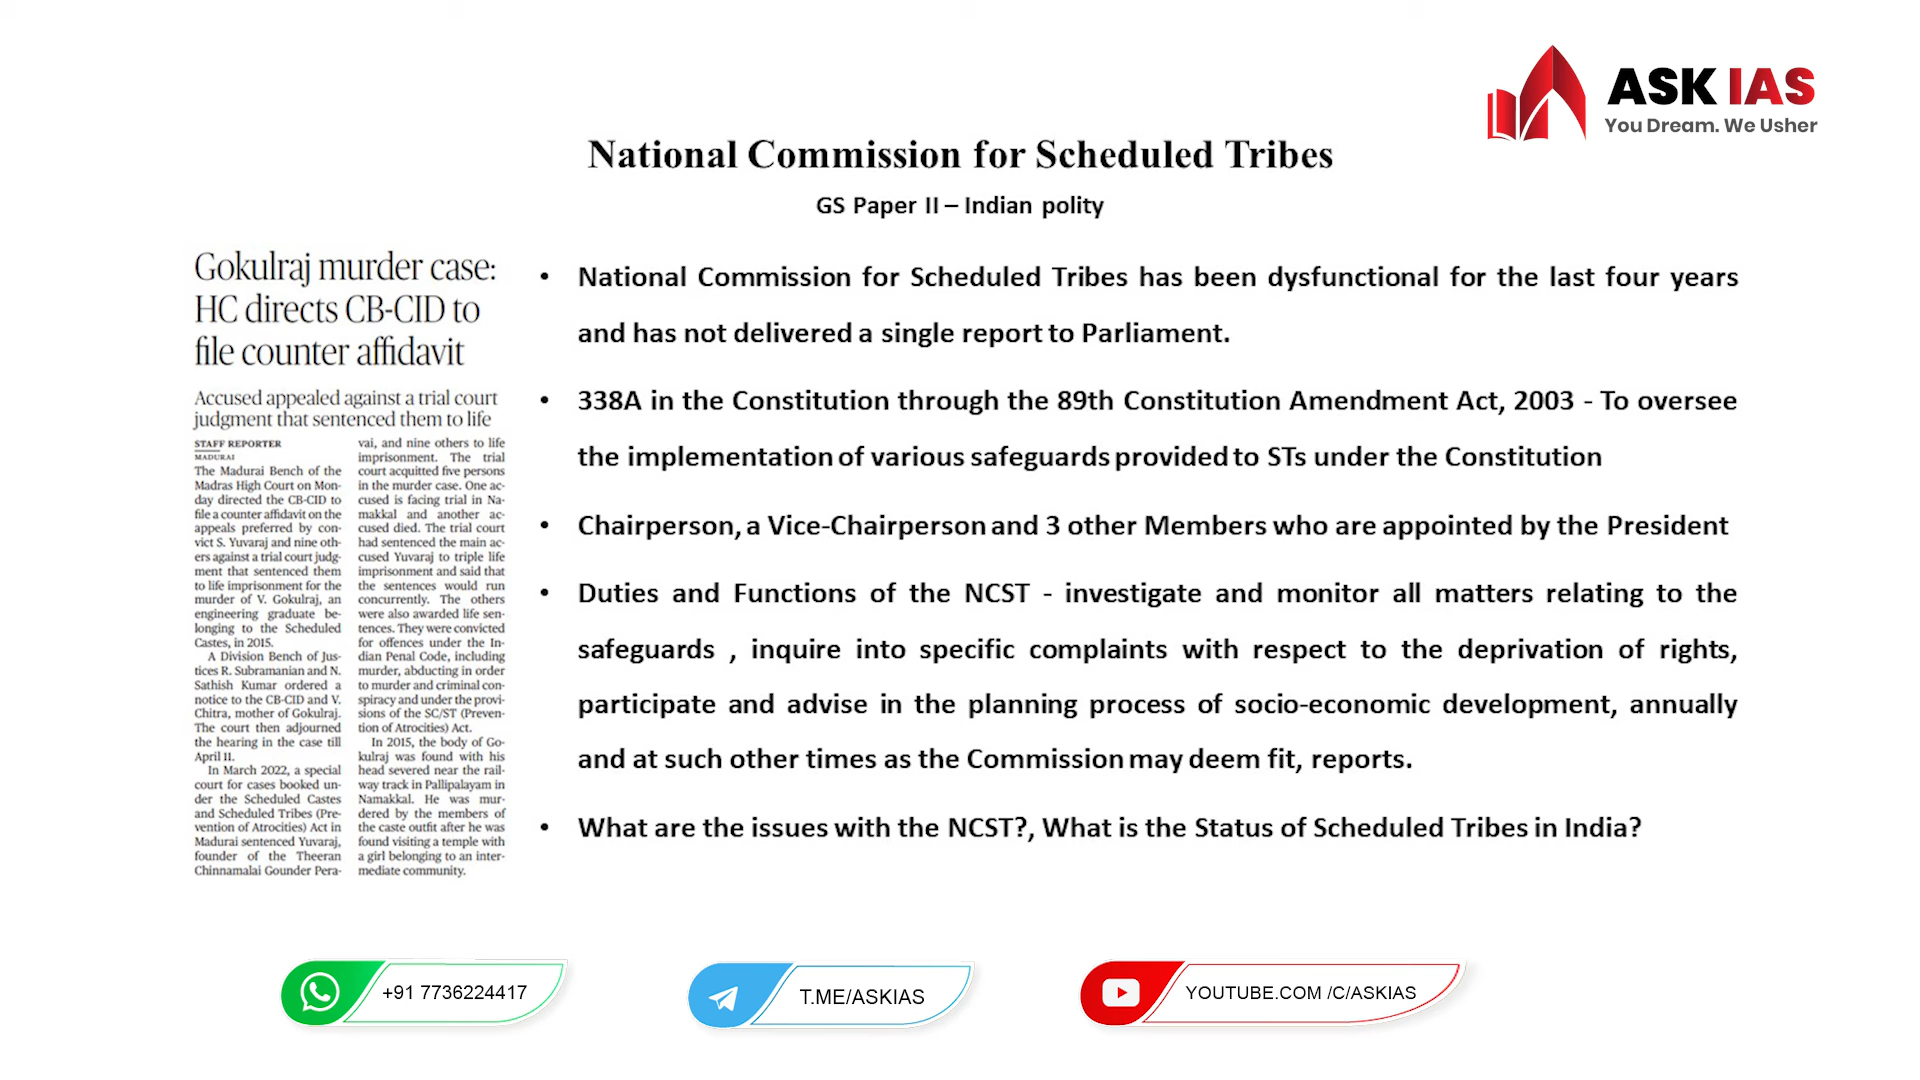 ASK IAS
You Dream. We Usher
National Commission for Scheduled Tribes
GS Paper II – Indian polity
Gokulraj murder case:
HC directs CB-CID to
file counter affidavit
Accused appealed against a trial court
judgment that sentenced them to life
STAFF REPORTER
MADURAI
The Madurai Bench of the
Madras High Court on Mon-
day directed the CB-CID to
file a counter affidavit on the
appeals preferred by con-
vict S. Yuvaraj and nine oth-
ers against a trial court judg-
ment that sentenced them
to life imprisonment for the
murder of V. Gokulraj, an
engineering graduate be-
longing to the Scheduled
Castes, in 2015.
A Division Bench of Jus-
tices R. Subramanian and N.
Sathish Kumar ordered a
notice to the CB-CID and V.
Chitra, mother of Gokulraj.
The court then adjourned
the hearing in the case till
April 11.
In March 2022, a special
court for cases booked un-
der the Scheduled Castes
and Scheduled Tribes (Pre-
vention of Atrocities) Act in
Madurai sentenced Yuvaraj,
founder of the Theeran
Chinnamalai Gounder Pera-
vai, and nine others to life
imprisonment. The trial
court acquitted five persons
in the murder case. One ac-
cused is facing trial in Na-
makkal and another ac-
cused died. The trial court
had sentenced the main ac-
cused Yuvaraj to triple life
imprisonment and said that
the sentences would run
concurrently. The others
were also awarded life sen-
tences. They were convicted
for offences under the In-
dian Penal Code, including
murder, abducting in order
to murder and criminal con-
spiracy and under the provi-
sions of the SC/ST (Preven-
tion of Atrocities) Act.
In 2015, the body of Go-
kulraj was found with his
head severed near the rail-
way track in Pallipalayam in
Namakkal. He was mur-
dered by the members of
the caste outfit after he was
found visiting a temple with
a girl belonging to an inter-
mediate community.
• National Commission for Scheduled Tribes has been dysfunctional for the last four years
and has not delivered a single report to Parliament.
• 338A in the Constitution through the 89th Constitution Amendment Act, 2003 - To oversee
the implementation of various safeguards provided to STs under the Constitution
• Chairperson, a Vice-Chairperson and 3 other Members who are appointed by the President
• Duties and Functions of the NCST - investigate and monitor all matters relating to the
safeguards , inquire into specific complaints with respect to the deprivation of rights,
participate and advise in the planning process of socio-economic development, annually
and at such other times as the Commission may deem fit, reports.
• What are the issues with the NCST?, What is the Status of Scheduled Tribes in India?
+91 7736224417
T.ME/ASKIAS
YOUTUBE.COM /C/ASKIAS